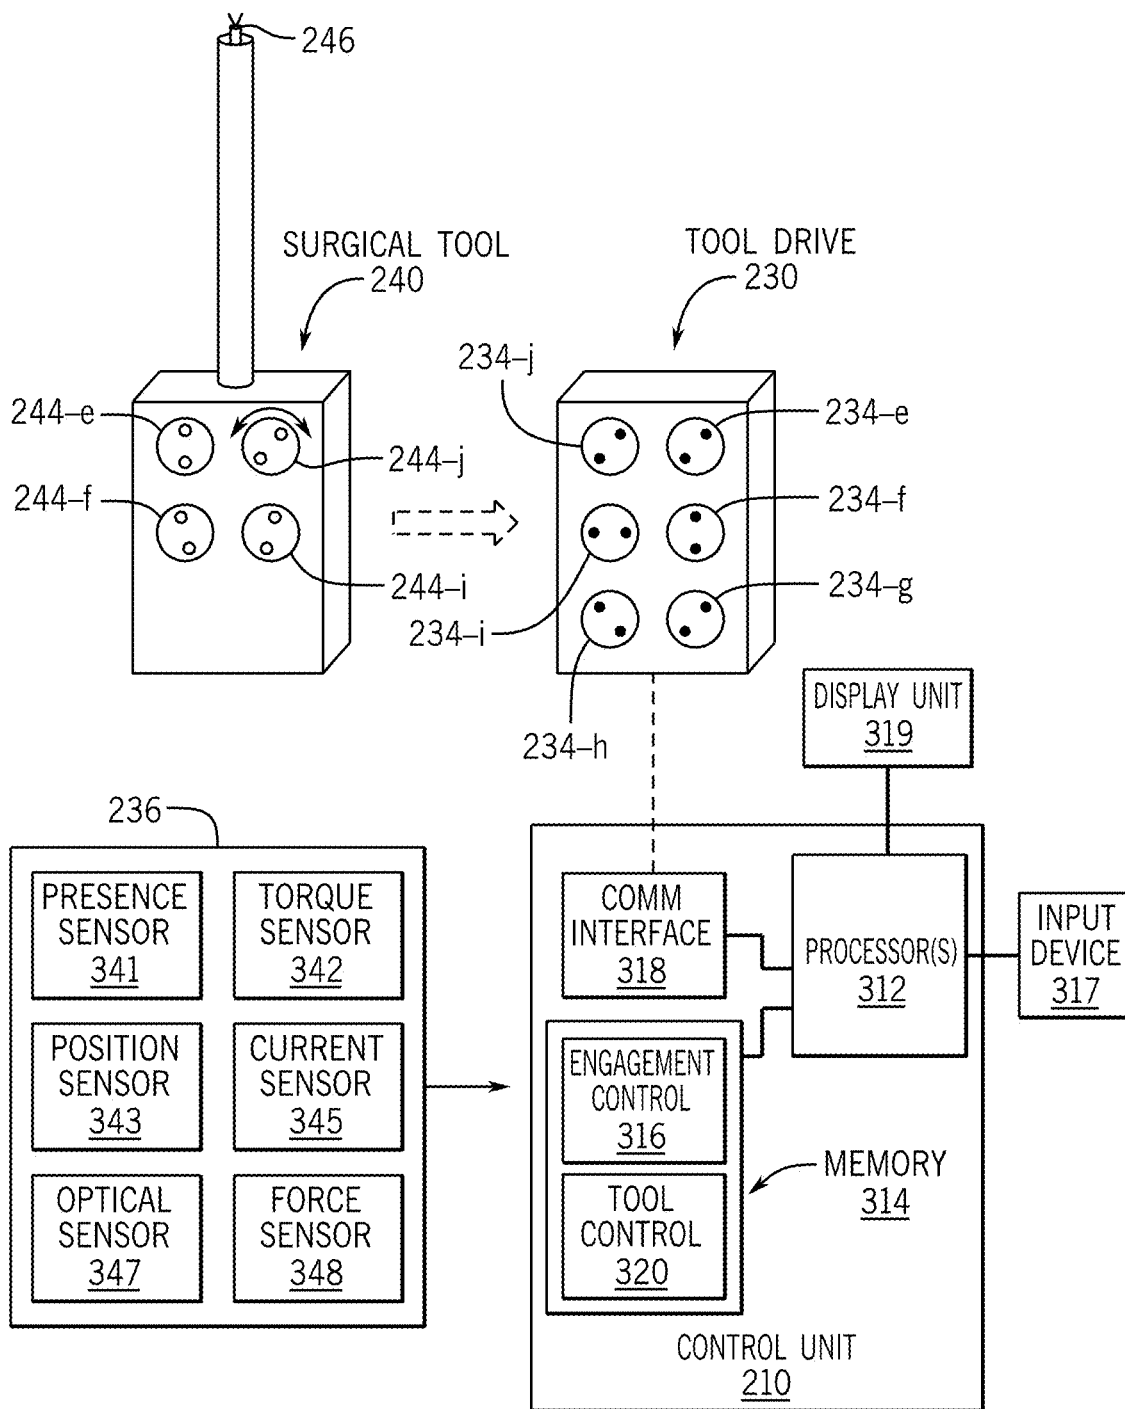 246
SURGICAL TOOL
240
TOOL DRIVE
230
234–j
244–e
234–e
244–j
244–f
234–f
244–i
234–g
234–i
234–h
DISPLAY UNIT
319
236
PRESENCE
SENSOR
341
TORQUE
SENSOR
342
POSITION
SENSOR
343
CURRENT
SENSOR
345
OPTICAL
SENSOR
347
FORCE
SENSOR
348
COMM
INTERFACE
318
PROCESSOR(S)
312
INPUT
DEVICE
317
ENGAGEMENT
CONTROL
316
TOOL
CONTROL
320
MEMORY
314
CONTROL UNIT
210